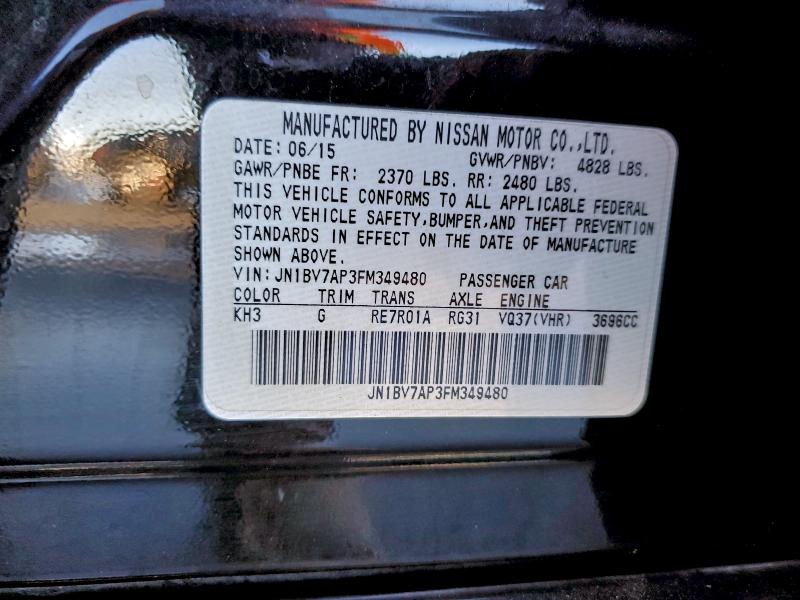 MANUFACTURED BY NISSAN MOTOR CO.,LTD.
DATE: 06/15 GVWR/PNBV: 4828 LBS.
GAWR/PNBE FR: 2370 LBS. RR: 2480 LBS.
THIS VEHICLE CONFORMS TO ALL APPLICABLE FEDERAL
MOTOR VEHICLE SAFETY,BUMPER,AND THEFT PREVENTION
STANDARDS IN EFFECT ON THE DATE OF MANUFACTURE
SHOWN ABOVE.
VIN: JN1BV7AP3FM349480 PASSENGER CAR
COLOR TRIM TRANS AXLE ENGINE
KH3 G RE7R01A RG31 VQ37(VHR) 3696CC
JN1BV7AP3FM349480